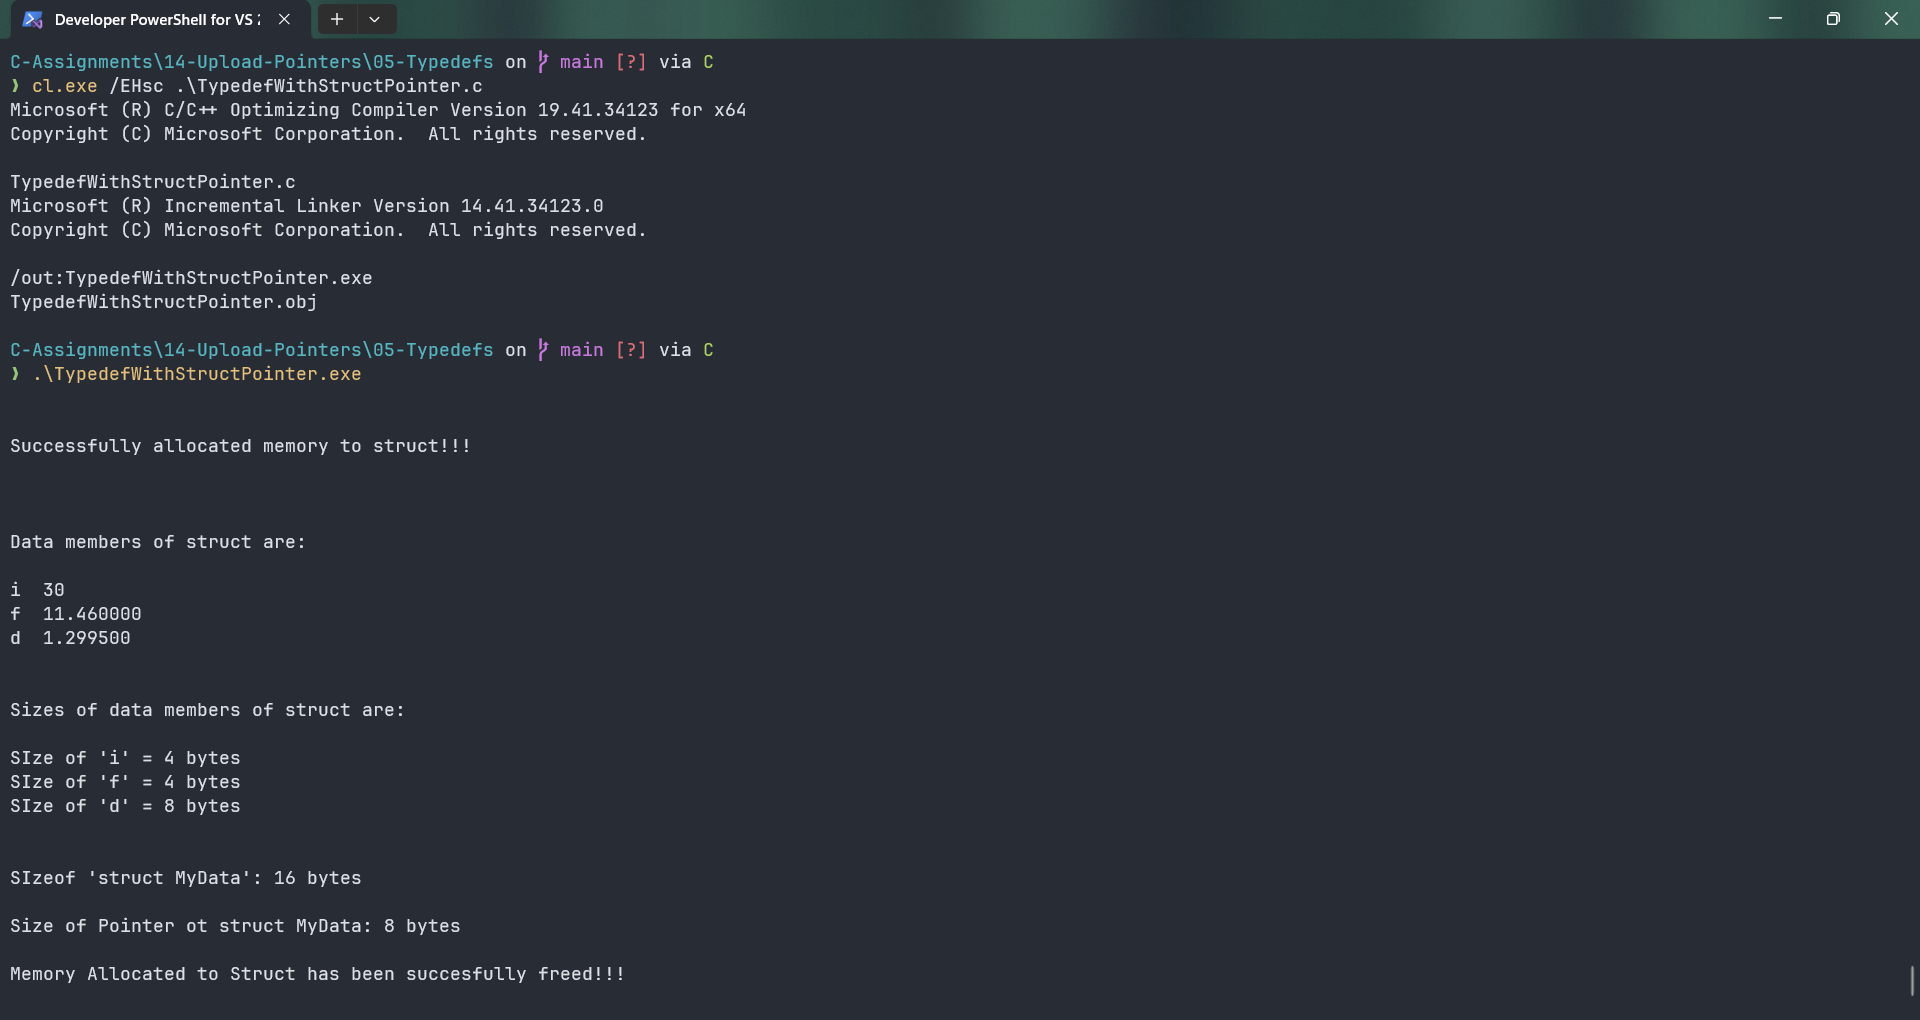 Developer PowerShell for VS 2
C-Assignments\14-Upload-Pointers\05-Typedefs on main [?] via C
❯ cl.exe /EHsc .\TypedefWithStructPointer.c
Microsoft (R) C/C++ Optimizing Compiler Version 19.41.34123 for x64
Copyright (C) Microsoft Corporation.  All rights reserved.
TypedefWithStructPointer.c
Microsoft (R) Incremental Linker Version 14.41.34123.0
Copyright (C) Microsoft Corporation.  All rights reserved.
/out:TypedefWithStructPointer.exe
TypedefWithStructPointer.obj
C-Assignments\14-Upload-Pointers\05-Typedefs on main [?] via C
❯ .\TypedefWithStructPointer.exe
Successfully allocated memory to struct!!!
Data members of struct are:
i  30
f  11.460000
d  1.299500
Sizes of data members of struct are:
SIze of 'i' = 4 bytes
SIze of 'f' = 4 bytes
SIze of 'd' = 8 bytes
SIzeof 'struct MyData': 16 bytes
Size of Pointer ot struct MyData: 8 bytes
Memory Allocated to Struct has been succesfully freed!!!